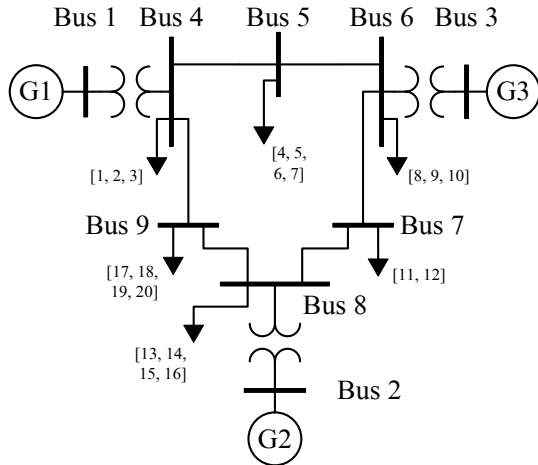 Bus 1 Bus 4 Bus 5 Bus 6 Bus 3
G1
G3
[4, 5,
6, 7]
[1, 2, 3]
[8, 9, 10]
Bus 9
Bus 7
[17, 18,
19, 20]
[11, 12]
Bus 8
[13, 14,
15, 16]
Bus 2
G2